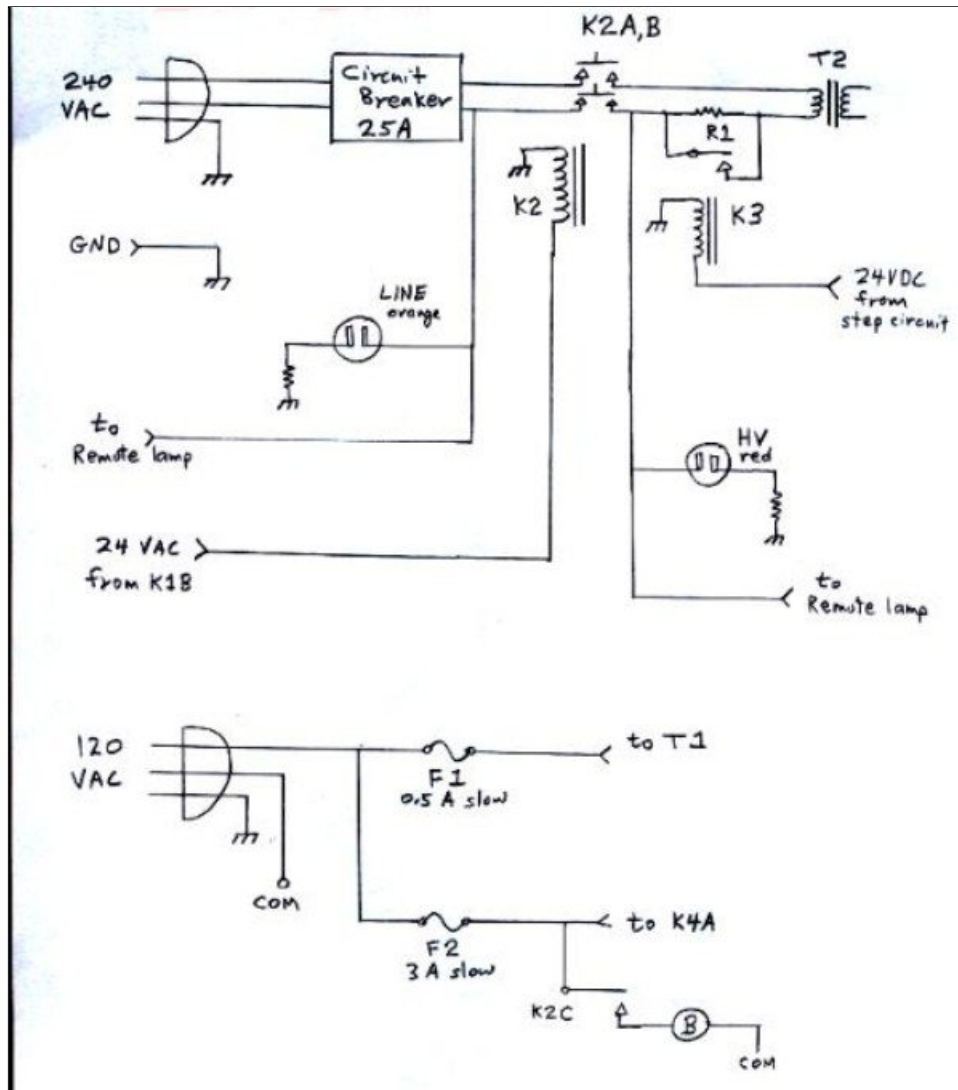 K2A,B
T2
240
VAC
Circuit
Breaker
25A
R1
K2
K3
GND
24VDC
from
step circuit
LINE
orange
to
Remote lamp
HV
red
24 VAC
from K1B
to
Remote lamp
120
VAC
to T1
F1
0.5 A slow
COM
to K4A
F2
3 A slow
K2C
B
COM